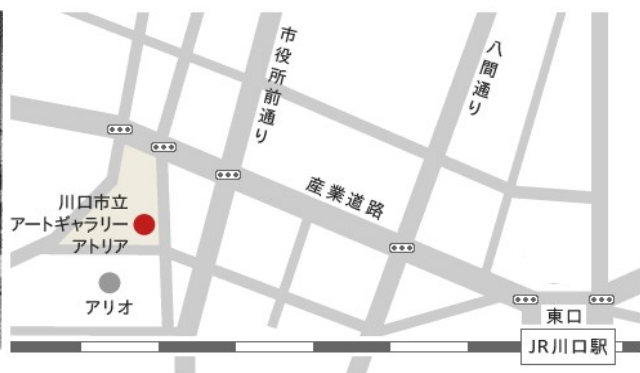 市役所前通り
八間通り
産業道路
川口市立
アートギャラリー
アトリア
アリオ
東口
JR川口駅